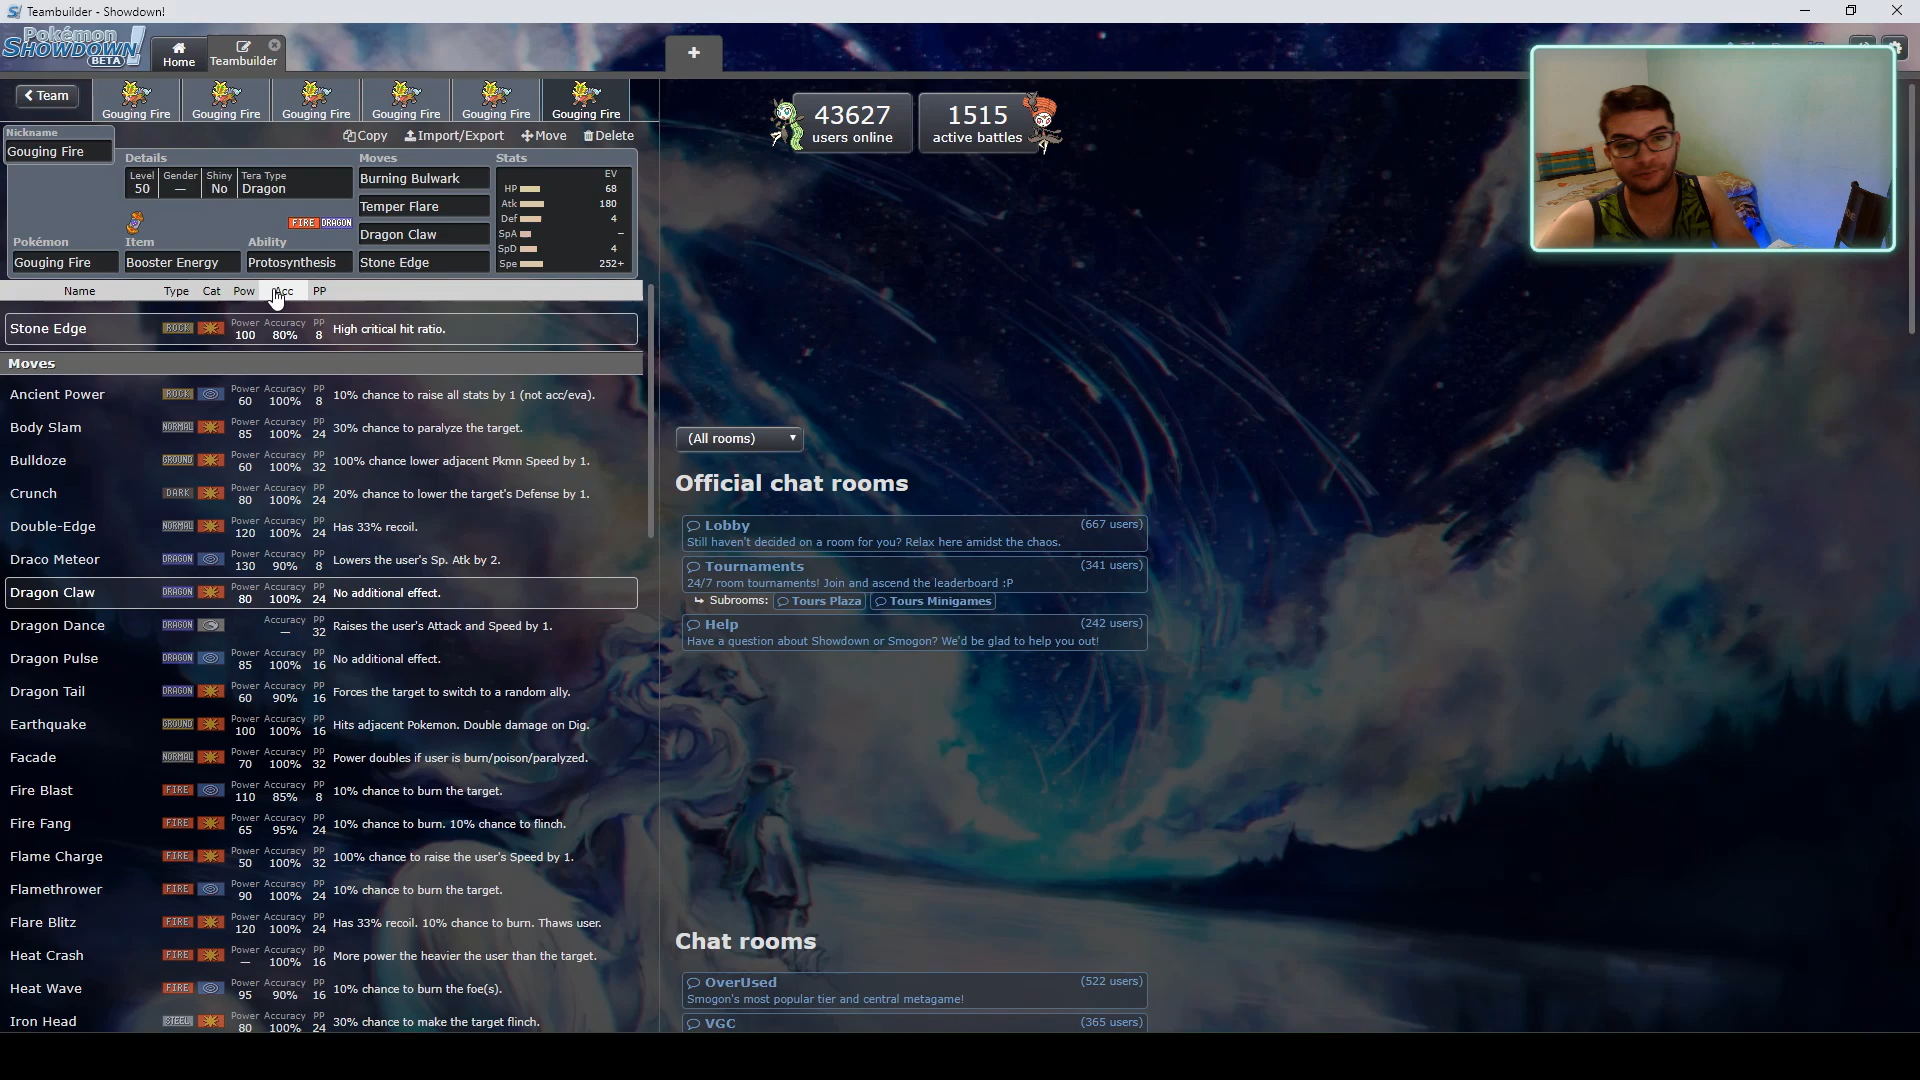 Teambuilder - Showdown!
Pokémon
SHOWDOWN!
BETA
Home
Teambuilder
+
Team
Gouging Fire
Gouging Fire
Gouging Fire
Gouging Fire
Gouging Fire
Gouging Fire
Nickname
Gouging Fire
Copy
Import/Export
Move
Delete
Details
Level
50
Gender
—
Shiny
No
Tera Type
Dragon
FIRE DRAGON
Pokémon
Gouging Fire
Item
Booster Energy
Ability
Protosynthesis
Moves
Burning Bulwark
Temper Flare
Dragon Claw
Stone Edge
Stats
EV
HP 68
Atk 180
Def 4
SpA –
SpD 4
Spe 252+
43627
users online
1515
active battles
Name Type Cat Pow Acc PP
Stone Edge ROCK Power 100 Accuracy 80% PP 8 High critical hit ratio.
Moves
Ancient Power ROCK Power 60 Accuracy 100% PP 8 10% chance to raise all stats by 1 (not acc/eva).
Body Slam NORMAL Power 85 Accuracy 100% PP 24 30% chance to paralyze the target.
Bulldoze GROUND Power 60 Accuracy 100% PP 32 100% chance lower adjacent Pkmn Speed by 1.
Crunch DARK Power 80 Accuracy 100% PP 24 20% chance to lower the target's Defense by 1.
Double-Edge NORMAL Power 120 Accuracy 100% PP 24 Has 33% recoil.
Draco Meteor DRAGON Power 130 Accuracy 90% PP 8 Lowers the user's Sp. Atk by 2.
Dragon Claw DRAGON Power 80 Accuracy 100% PP 24 No additional effect.
Dragon Dance DRAGON Accuracy — PP 32 Raises the user's Attack and Speed by 1.
Dragon Pulse DRAGON Power 85 Accuracy 100% PP 16 No additional effect.
Dragon Tail DRAGON Power 60 Accuracy 90% PP 16 Forces the target to switch to a random ally.
Earthquake GROUND Power 100 Accuracy 100% PP 16 Hits adjacent Pokemon. Double damage on Dig.
Facade NORMAL Power 70 Accuracy 100% PP 32 Power doubles if user is burn/poison/paralyzed.
Fire Blast FIRE Power 110 Accuracy 85% PP 8 10% chance to burn the target.
Fire Fang FIRE Power 65 Accuracy 95% PP 24 10% chance to burn. 10% chance to flinch.
Flame Charge FIRE Power 50 Accuracy 100% PP 32 100% chance to raise the user's Speed by 1.
Flamethrower FIRE Power 90 Accuracy 100% PP 24 10% chance to burn the target.
Flare Blitz FIRE Power 120 Accuracy 100% PP 24 Has 33% recoil. 10% chance to burn. Thaws user.
Heat Crash FIRE Power — Accuracy 100% PP 16 More power the heavier the user than the target.
Heat Wave FIRE Power 95 Accuracy 90% PP 16 10% chance to burn the foe(s).
Iron Head STEEL Power 80 Accuracy 100% PP 24 30% chance to make the target flinch.
(All rooms)
Official chat rooms
Lobby (667 users)
Still haven't decided on a room for you? Relax here amidst the chaos.
Tournaments (341 users)
24/7 room tournaments! Join and ascend the leaderboard :P
Subrooms: Tours Plaza Tours Minigames
Help (242 users)
Have a question about Showdown or Smogon? We'd be glad to help you out!
Chat rooms
OverUsed (522 users)
Smogon's most popular tier and central metagame!
VGC (365 users)